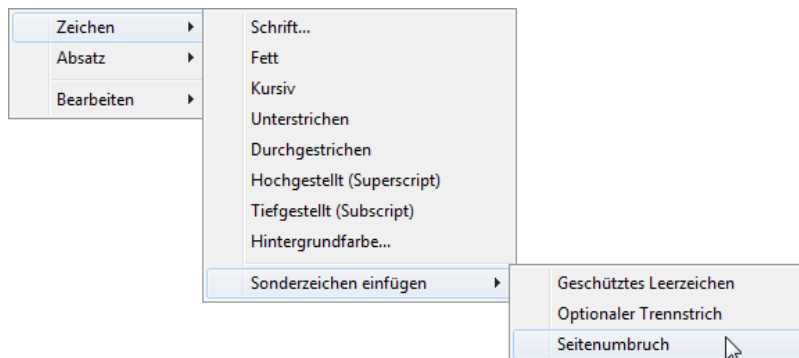 Zeichen
Absatz
Bearbeiten
Schrift...
Fett
Kursiv
Unterstrichen
Durchgestrichen
Hochgestellt (Superscript)
Tiefgestellt (Subscript)
Hintergrundfarbe...
Sonderzeichen einfügen
Geschütztes Leerzeichen
Optionaler Trennstrich
Seitenumbruch